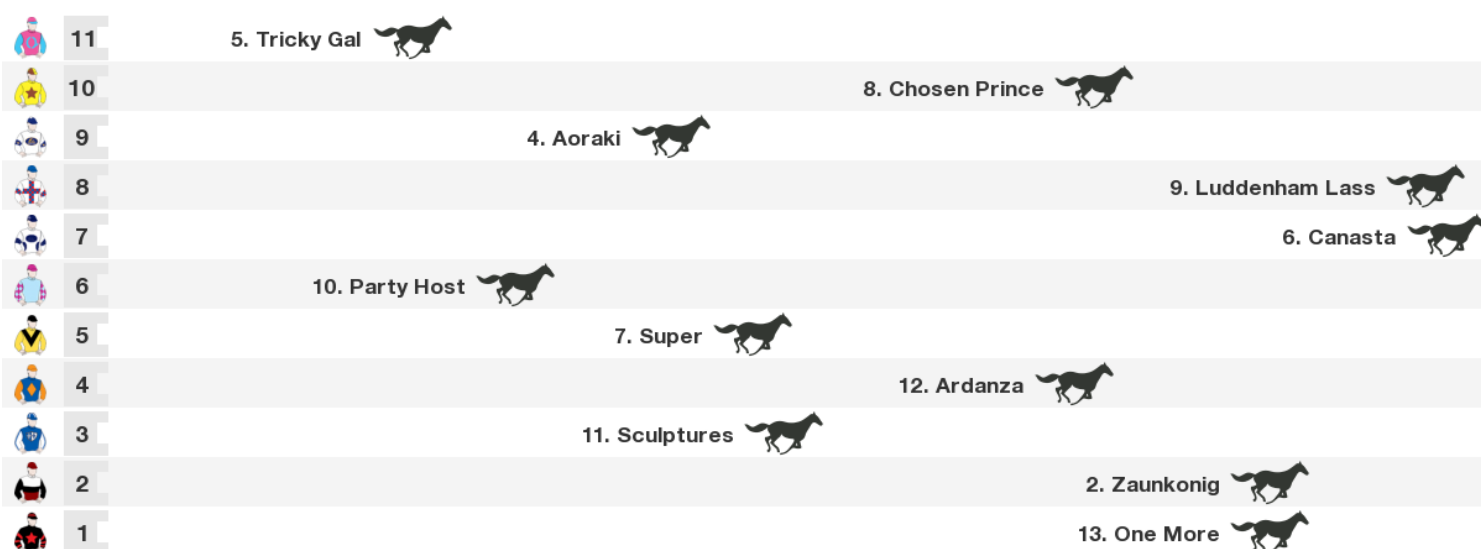 11 5. Tricky Gal
10 8. Chosen Prince
9 4. Aoraki
8 9. Luddenham Lass
7 6. Canasta
6 10. Party Host
5 7. Super
4 12. Ardanza
3 11. Sculptures
2 2. Zaunkonig
1 13. One More